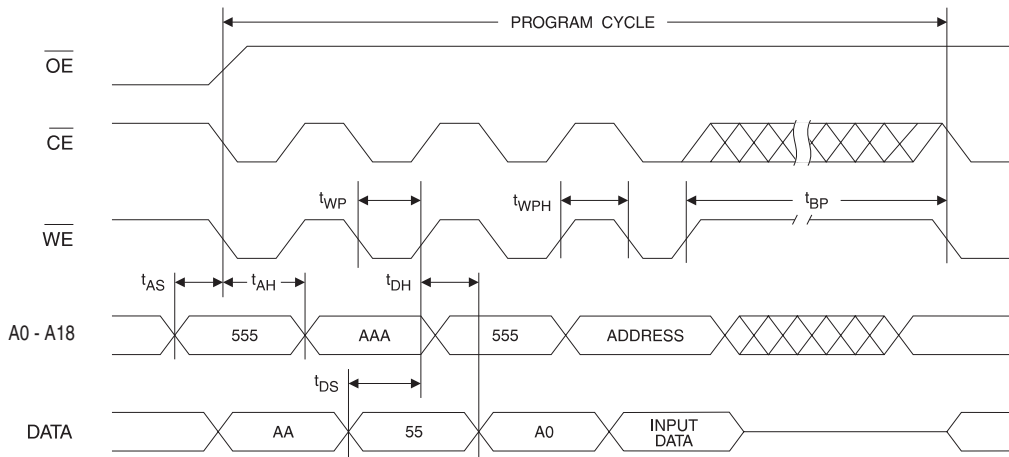 PROGRAM CYCLE
OE
CE
tWP
tWPH
tBP
WE
tAS
tAH
tDH
A0 - A18
555
AAA
555
ADDRESS
tDS
DATA
AA
55
A0
INPUT
DATA